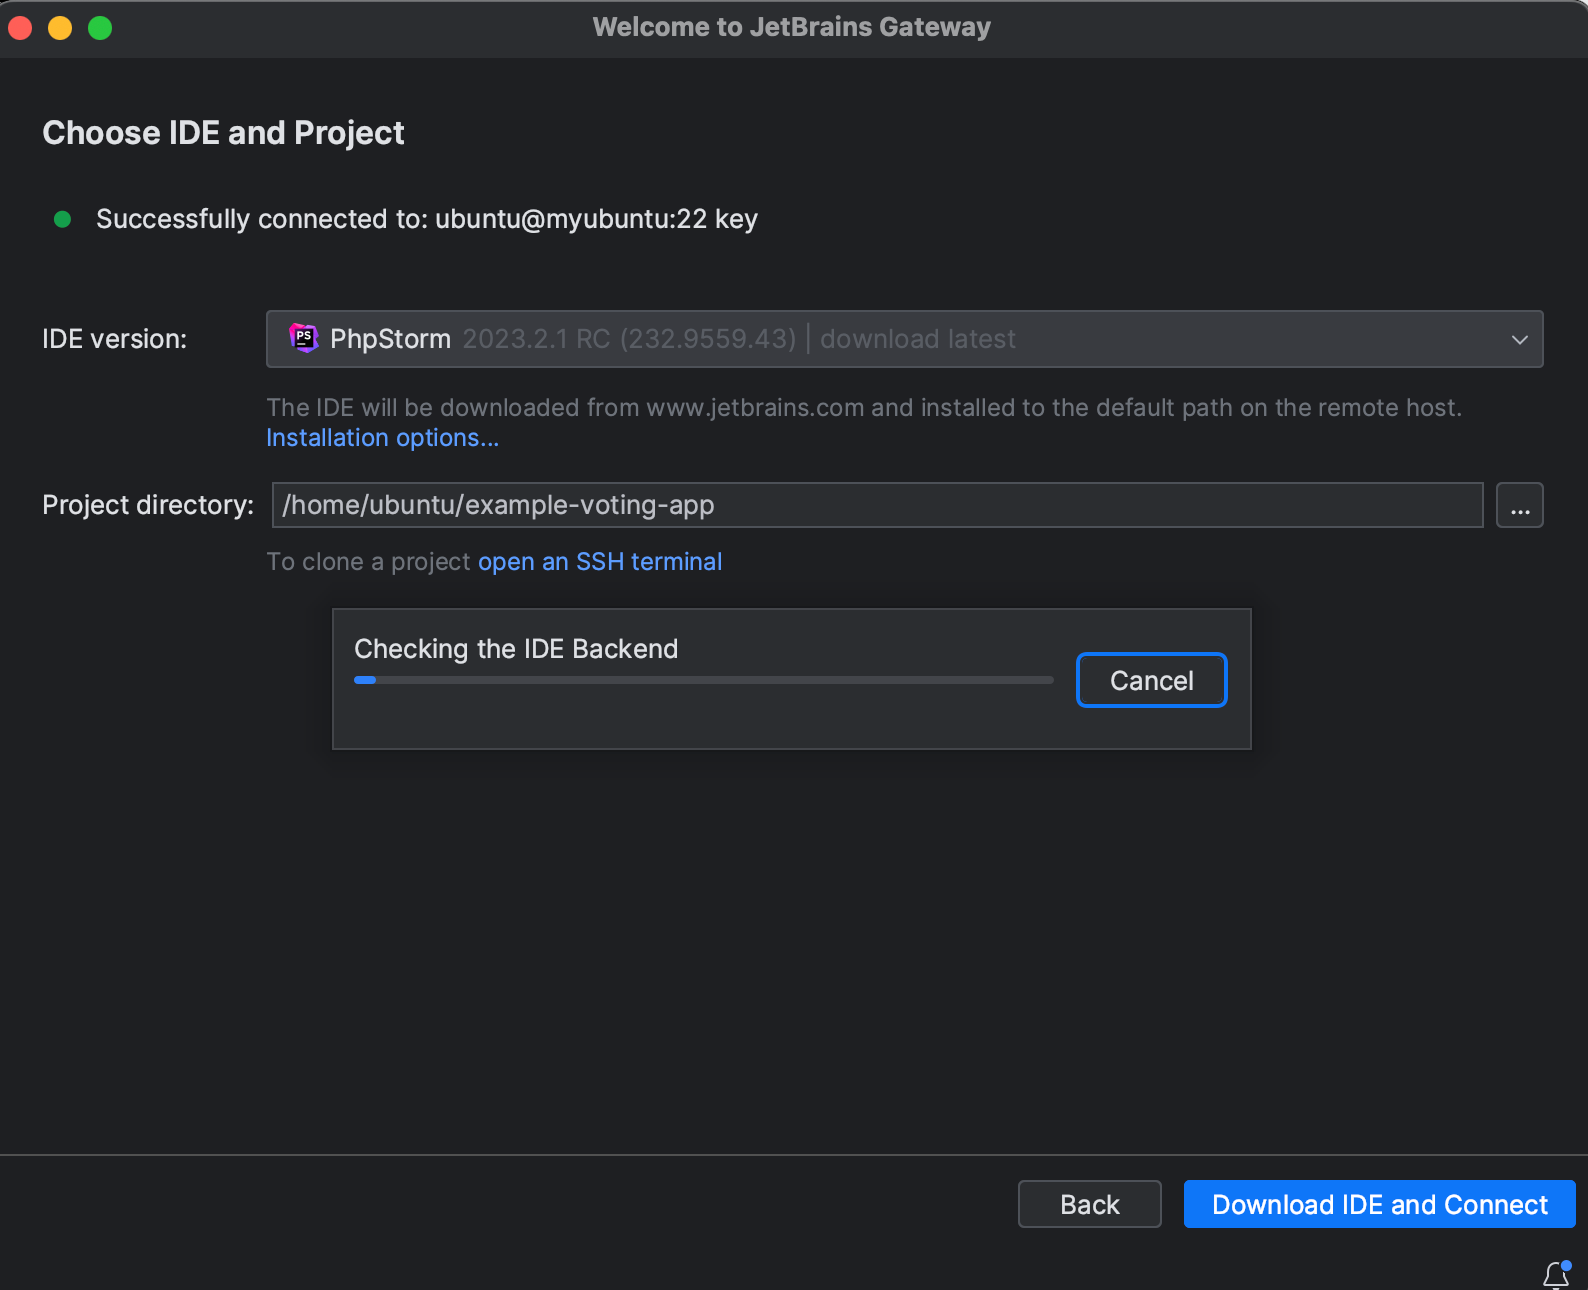 Welcome to JetBrains Gateway
Choose IDE and Project
Successfully connected to: ubuntu@myubuntu:22 key
IDE version:
PS
PhpStorm 2023.2.1 RC (232.9559.43) | download latest
The IDE will be downloaded from www.jetbrains.com and installed to the default path on the remote host.
Installation options...
Project directory:
/home/ubuntu/example-voting-app
...
To clone a project open an SSH terminal
Checking the IDE Backend
Cancel
Back
Download IDE and Connect